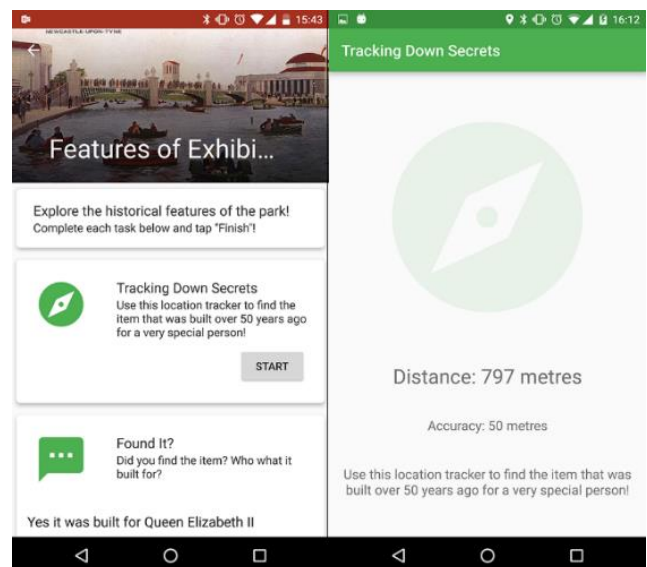 15:43
NEWCASTLE-UPON-TYNE
Features of Exhibi...
Explore the historical features of the park!
Complete each task below and tap "Finish"!
Tracking Down Secrets
Use this location tracker to find the
item that was built over 50 years ago
for a very special person!
START
Found It?
Did you find the item? Who what it
built for?
Yes it was built for Queen Elizabeth II
16:12
Tracking Down Secrets
Distance: 797 metres
Accuracy: 50 metres
Use this location tracker to find the item that was
built over 50 years ago for a very special person!